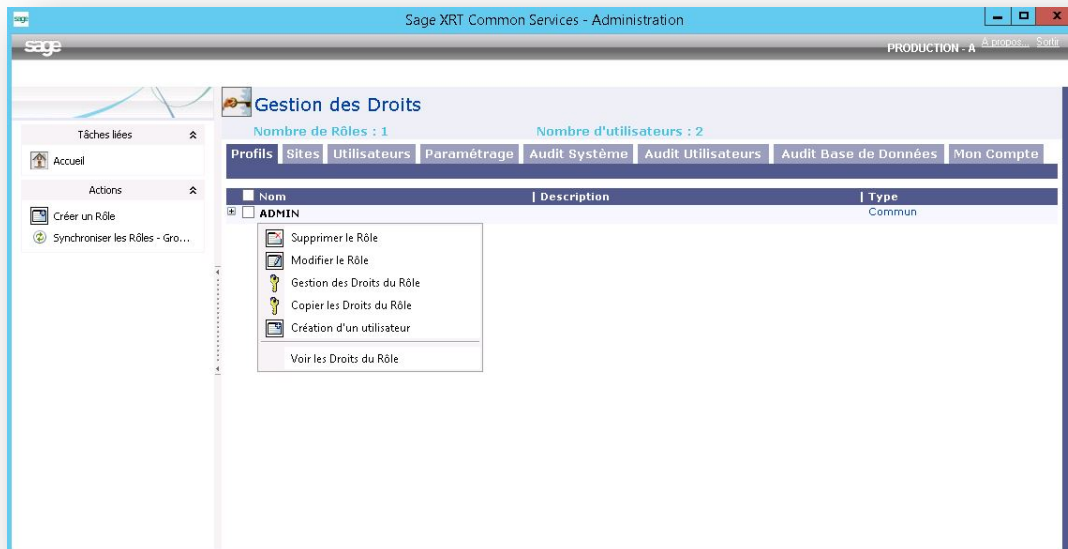 sage
Sage XRT Common Services - Administration
sage
PRODUCTION - A
A propos... Sortir
Gestion des Droits
Nombre de Rôles : 1 Nombre d'utilisateurs : 2
Profils Sites Utilisateurs Paramétrage Audit Système Audit Utilisateurs Audit Base de Données Mon Compte
Tâches liées
Accueil
Actions
Créer un Rôle
Synchroniser les Rôles - Gro...
Nom | Description | Type
ADMIN Commun
Supprimer le Rôle
Modifier le Rôle
Gestion des Droits du Rôle
Copier les Droits du Rôle
Création d'un utilisateur
Voir les Droits du Rôle